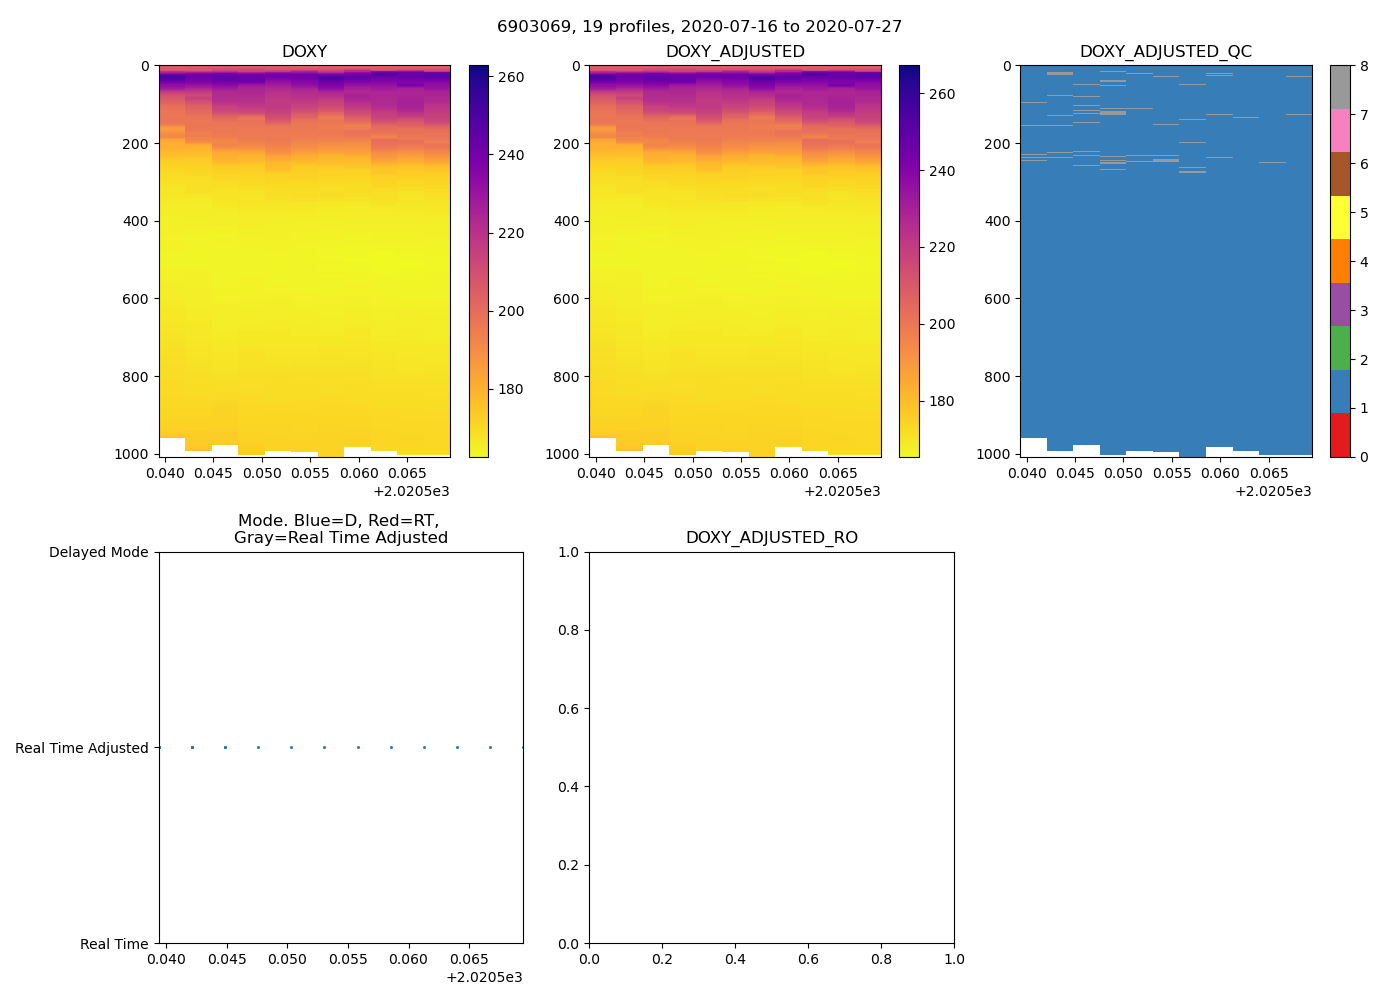 6903069, 19 profiles, 2020-07-16 to 2020-07-27
DOXY
0
200
400
600
800
1000
0.040 0.045 0.050 0.055 0.060 0.065
+2.0205e3
260
240
220
200
180
DOXY_ADJUSTED
0
200
400
600
800
1000
0.040 0.045 0.050 0.055 0.060 0.065
+2.0205e3
260
240
220
200
180
DOXY_ADJUSTED_QC
0
200
400
600
800
1000
0.040 0.045 0.050 0.055 0.060 0.065
+2.0205e3
8
7
6
5
4
3
2
1
0
Mode. Blue=D, Red=RT,
Gray=Real Time Adjusted
Delayed Mode
Real Time Adjusted
Real Time
0.040 0.045 0.050 0.055 0.060 0.065
+2.0205e3
DOXY_ADJUSTED_RO
1.0
0.8
0.6
0.4
0.2
0.0
0.0 0.2 0.4 0.6 0.8 1.0